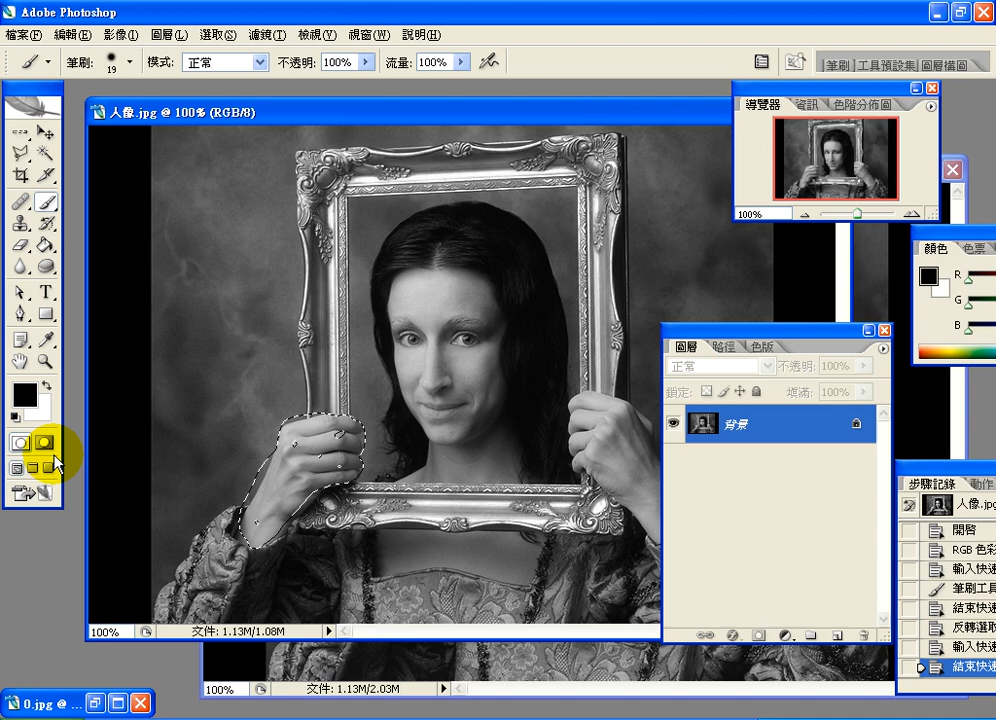 Adobe Photoshop
檔案(F) 編輯(E) 影像(I) 圖層(L) 選取(S) 濾鏡(T) 檢視(V) 視窗(W) 說明(H)
筆刷: 19 模式: 正常 不透明: 100% 流量: 100%
筆刷 工具預設集 圖層構圖
人像.jpg @ 100% (RGB/8)
導覽器 資訊 色階分佈圖
100%
顏色 色票
R
G
B
圖層 路徑 色版
正常 不透明: 100%
鎖定: 填滿: 100%
背景
步驟記錄 動作
人像.jpg
開啟
RGB 色彩
輸入快速
筆刷工具
結束快速
反轉選取
輸入快速
結束快速
100% 文件: 1.13M/1.08M
100% 文件: 1.13M/2.03M
0.jpg @ ...